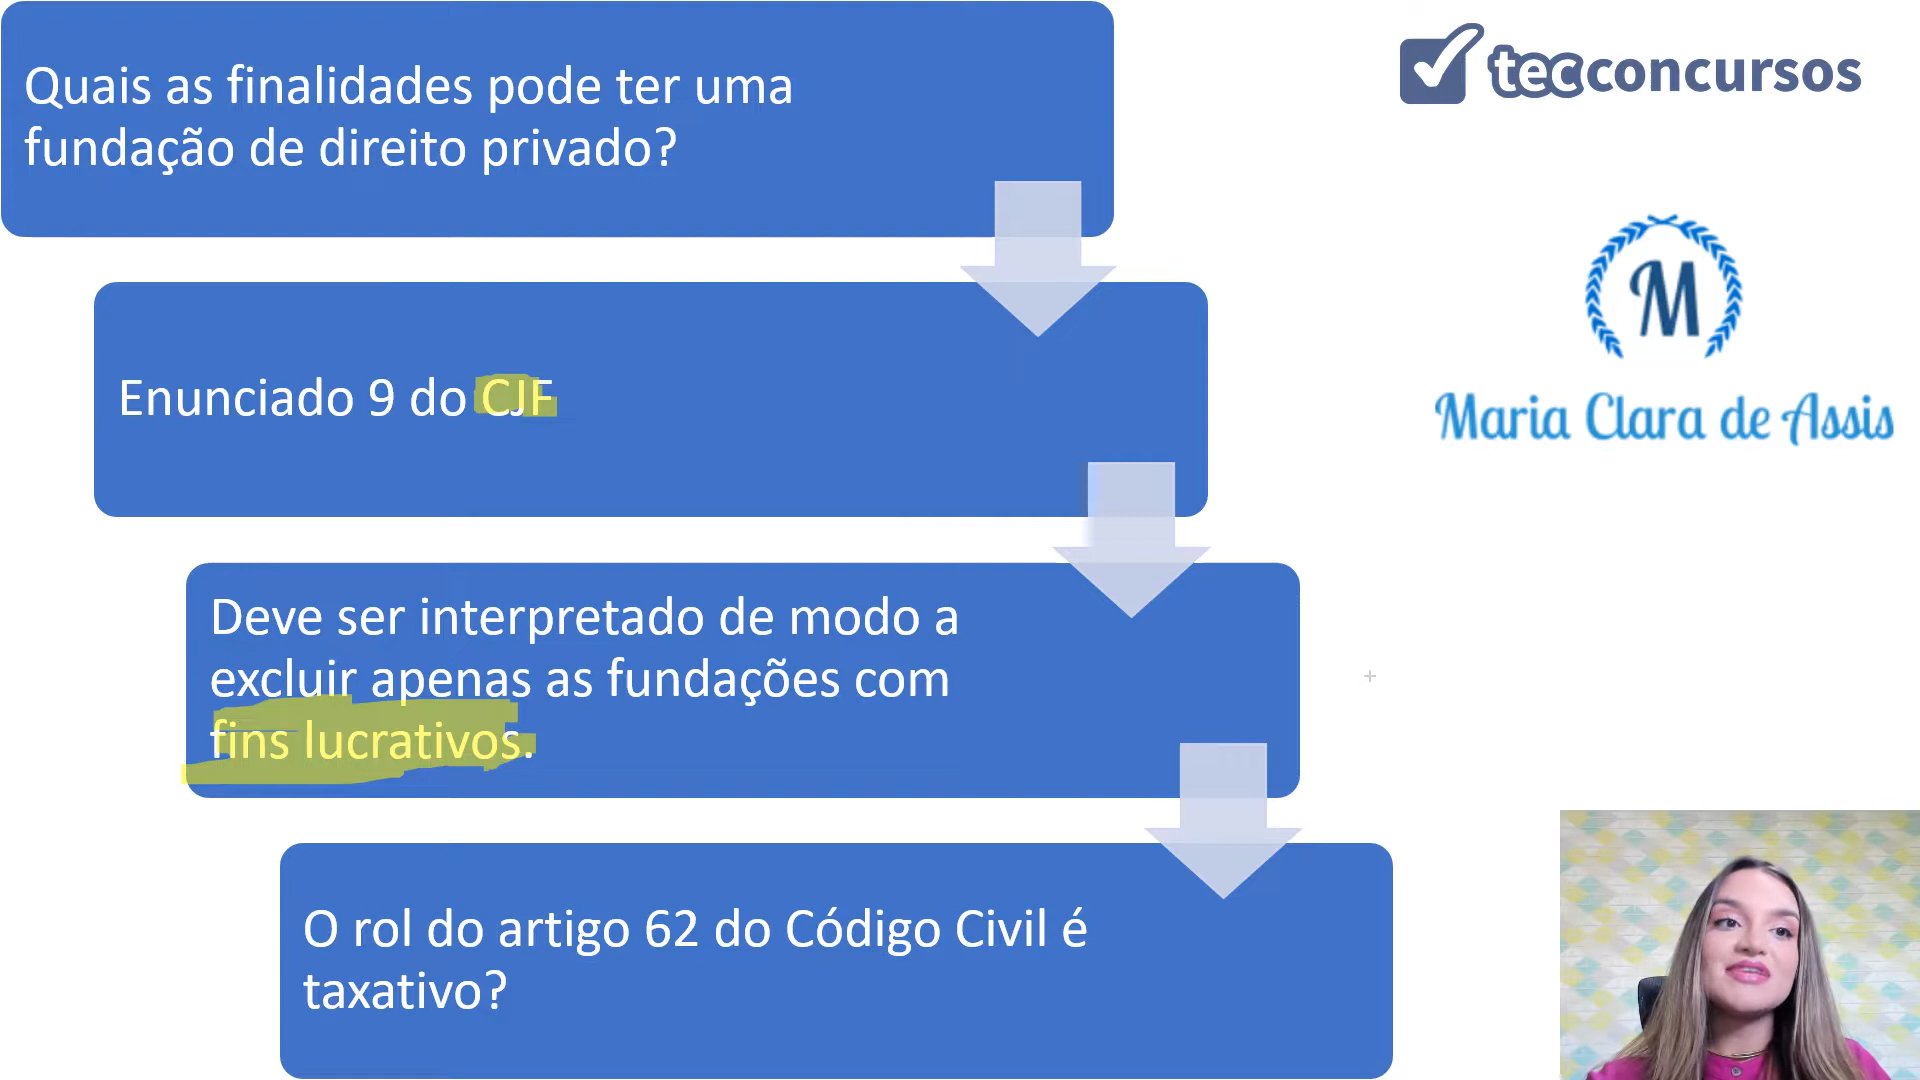 Quais as finalidades pode ter uma
fundação de direito privado?
tecconcursos
M
Maria Clara de Assis
Enunciado 9 do CJF
Deve ser interpretado de modo a
excluir apenas as fundações com
fins lucrativos.
O rol do artigo 62 do Código Civil é
taxativo?